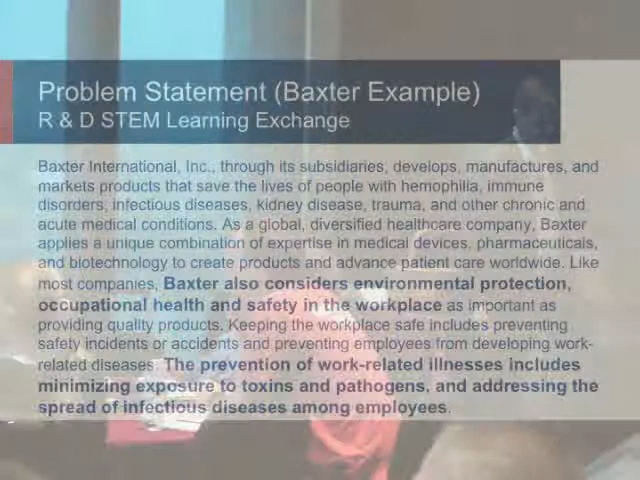 Problem Statement (Baxter Example)
R & D STEM Learning Exchange
Baxter International, Inc., through its subsidiaries, develops, manufactures, and
markets products that save the lives of people with hemophilia, immune
disorders, infectious diseases, kidney disease, trauma, and other chronic and
acute medical conditions. As a global, diversified healthcare company, Baxter
applies a unique combination of expertise in medical devices, pharmaceuticals,
and biotechnology to create products and advance patient care worldwide. Like
most companies, Baxter also considers environmental protection,
occupational health and safety in the workplace as important as
providing quality products. Keeping the workplace safe includes preventing
safety incidents or accidents and preventing employees from developing work-
related diseases. The prevention of work-related illnesses includes
minimizing exposure to toxins and pathogens, and addressing the
spread of infectious diseases among employees.